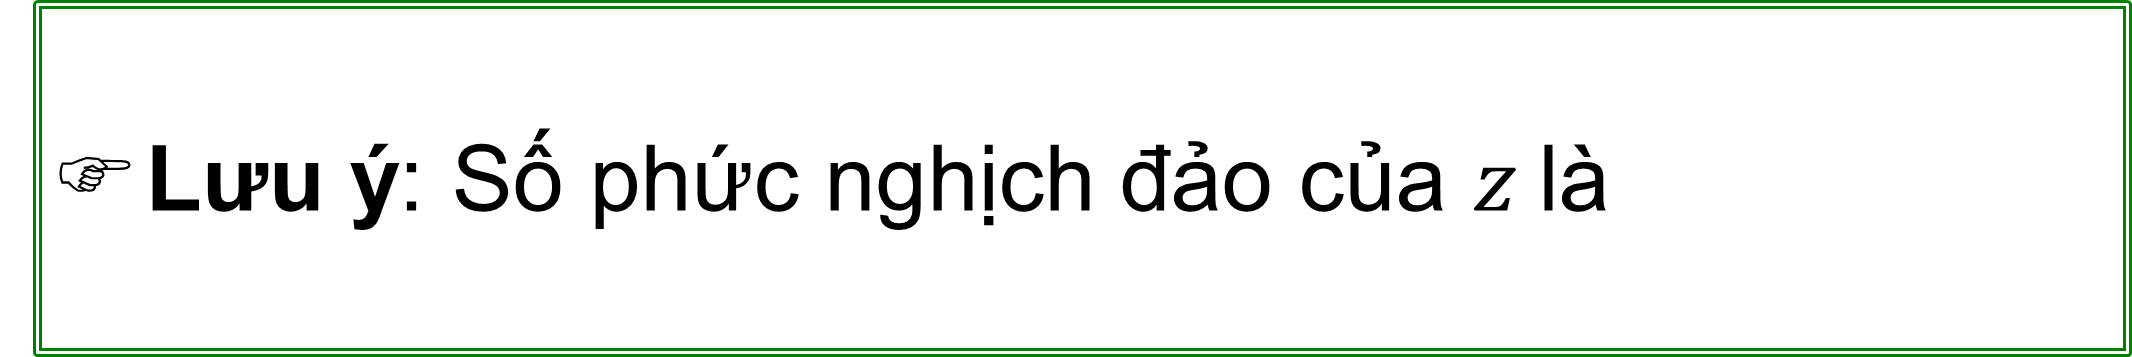 ☞ Lưu ý: Số phức nghịch đảo của z là